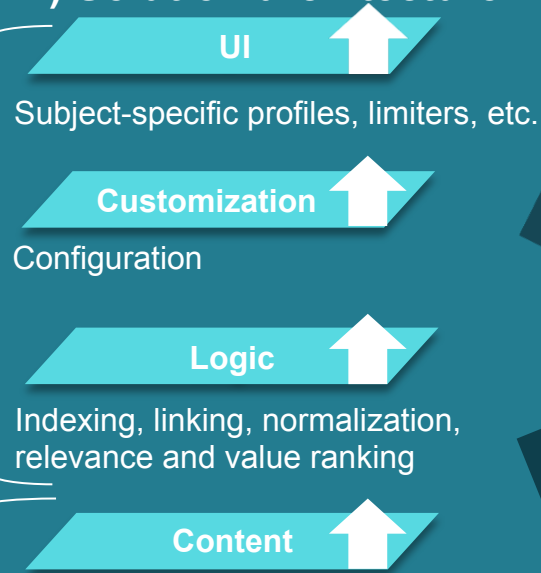 UI
Subject-specific profiles, limiters, etc.
Customization
Configuration
Logic
Indexing, linking, normalization,
relevance and value ranking
Content